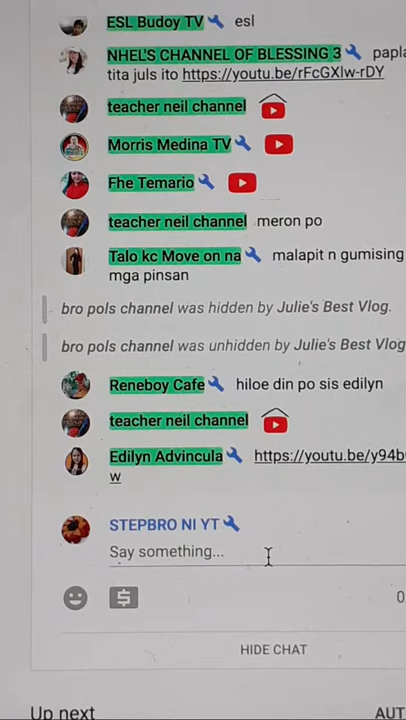 ESL Budoy TV esl
NHEL'S CHANNEL OF BLESSING 3
tita juls ito https://youtu.be/rFcGXlw-rDY
teacher neil channel
Morris Medina TV
Fhe Temario
teacher neil channel meron po
Talo kc Move on na malapit n gumising
mga pinsan
bro pols channel was hidden by Julie's Best Vlog.
bro pols channel was unhidden by Julie's Best Vlog
Reneboy Cafe hiloe din po sis edilyn
teacher neil channel
Edilyn Advincula https://youtu.be/y94b
w
STEPBRO NI YT
Say something...
$
0
HIDE CHAT
Up next